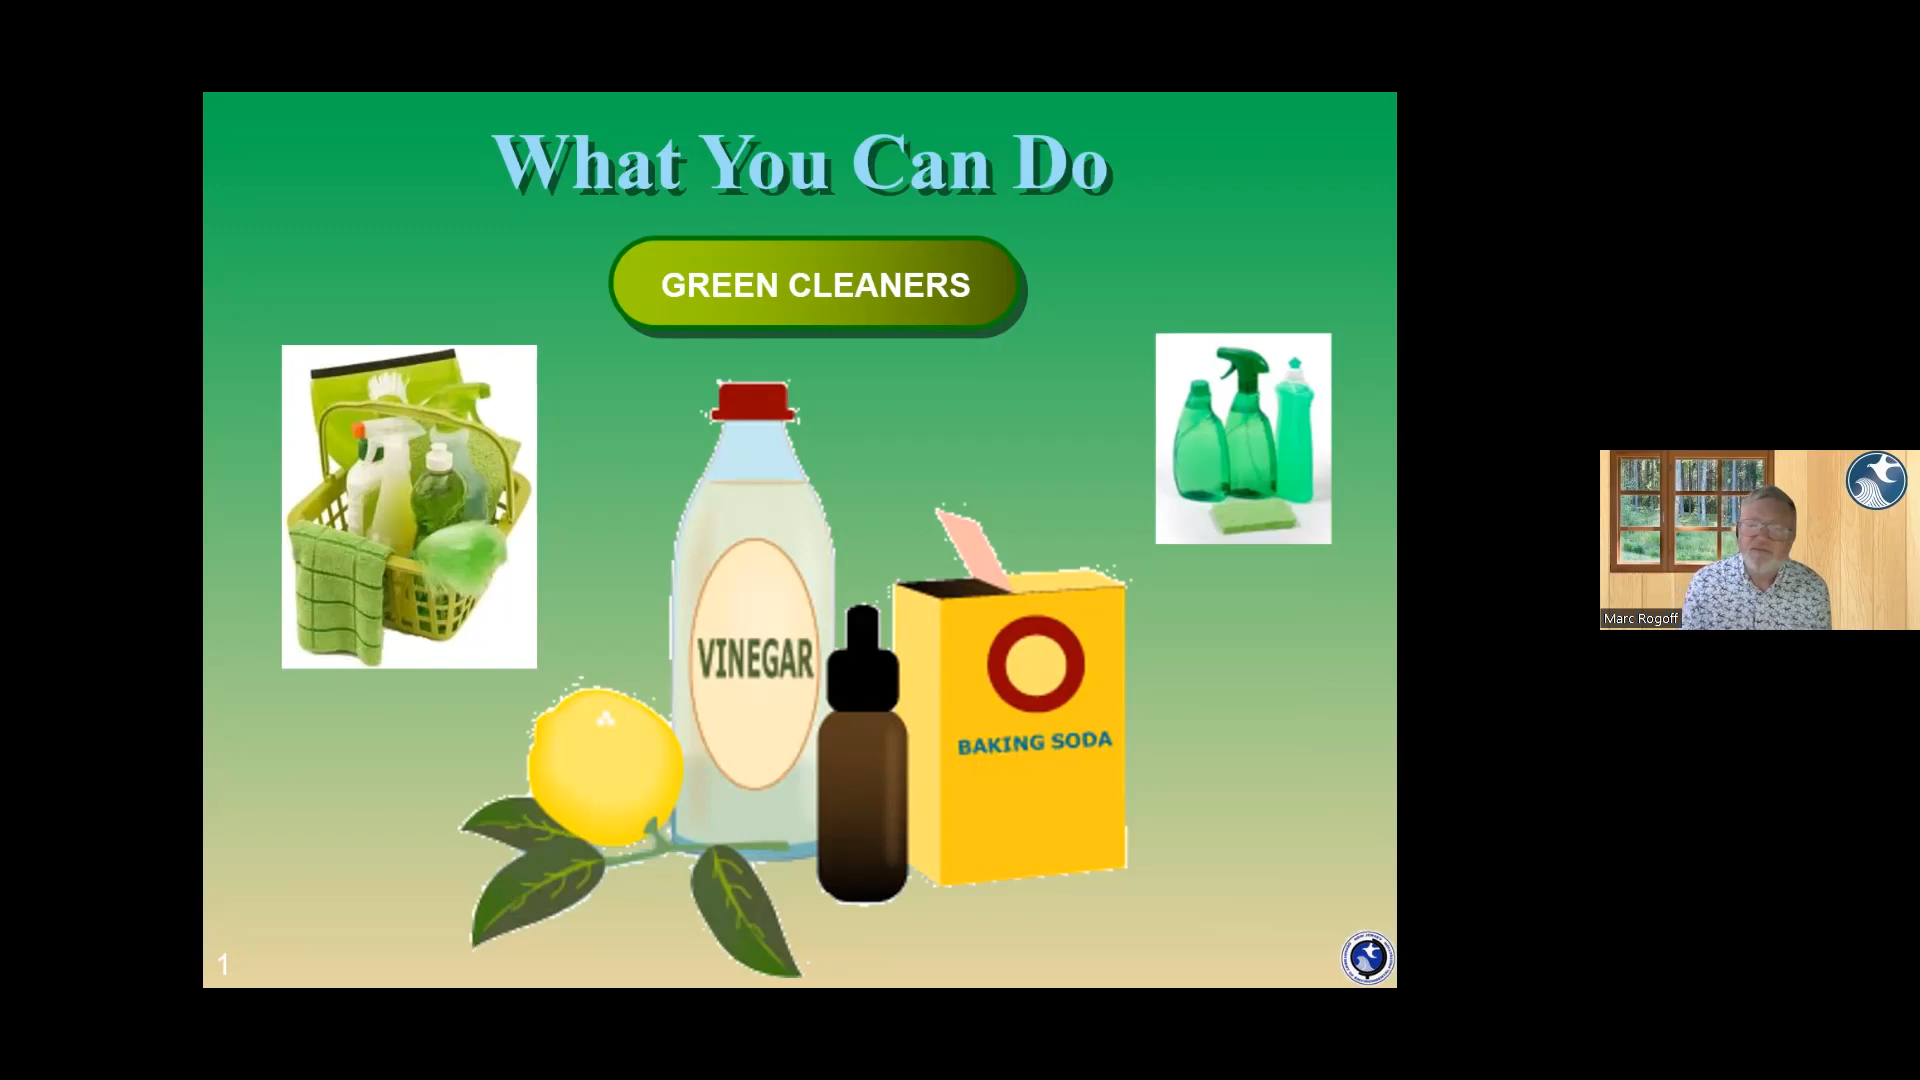 What You Can Do
GREEN CLEANERS
VINEGAR
BAKING SODA
1
Marc Rogoff